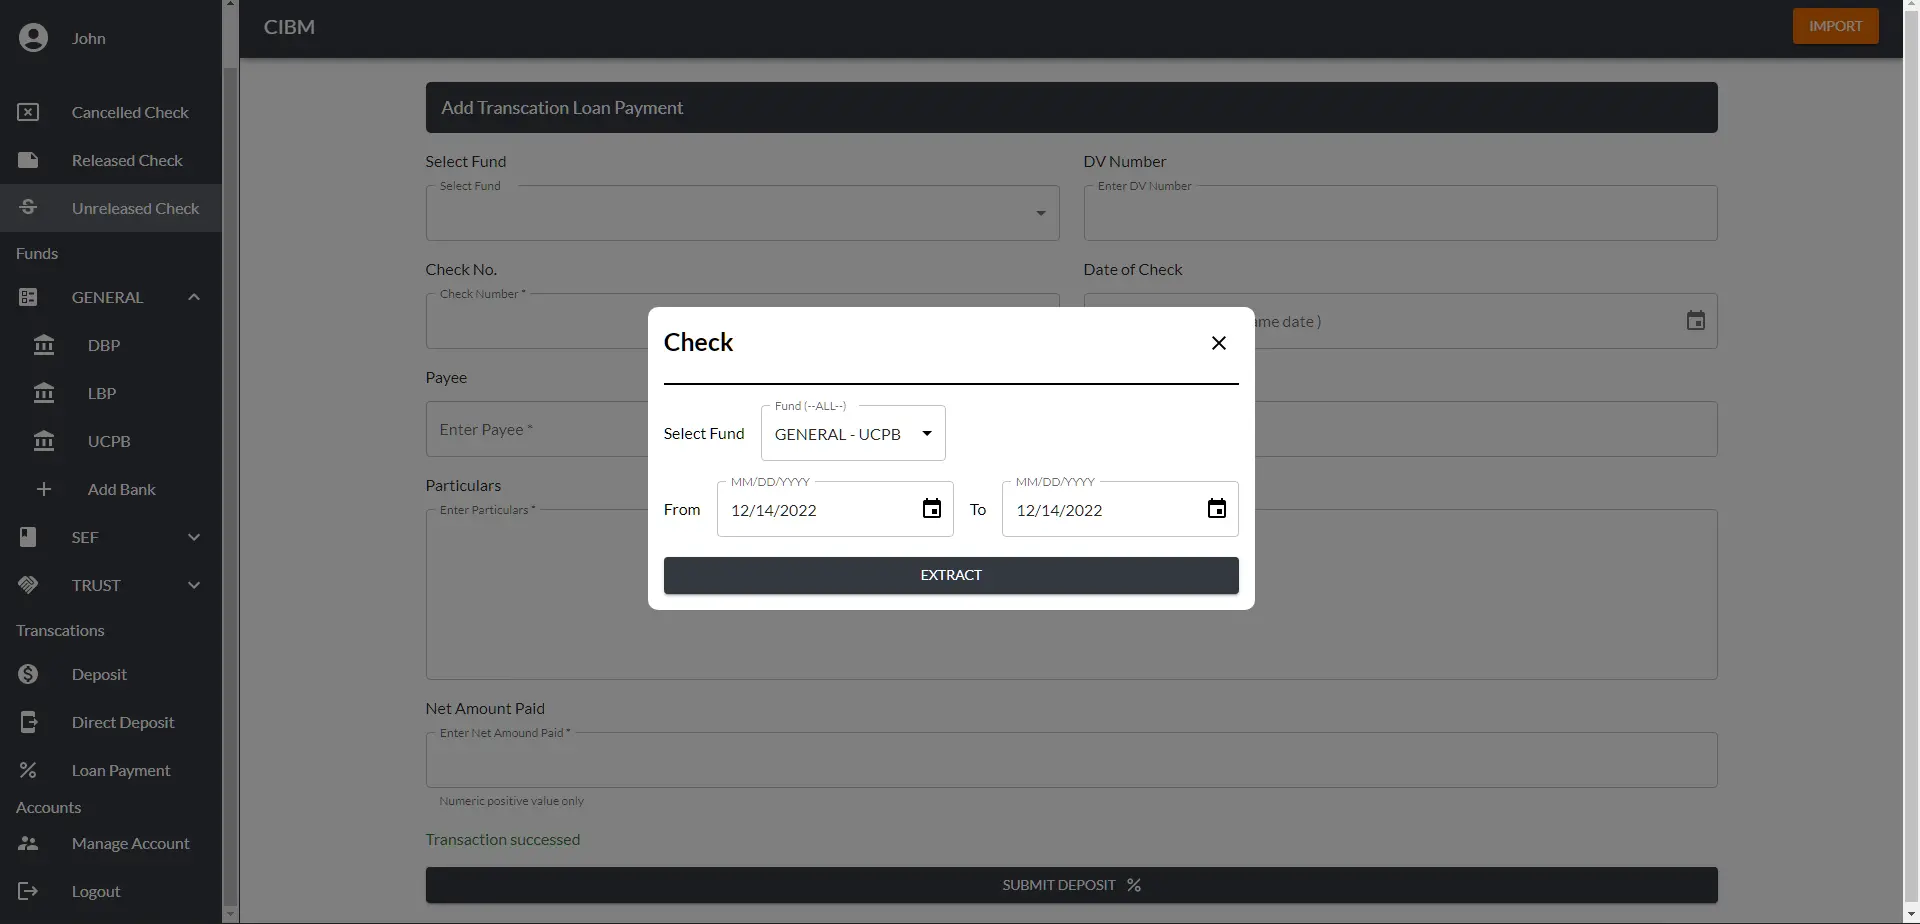 John
Cancelled Check
Released Check
Unreleased Check
Funds
GENERAL
DBP
LBP
UCPB
Add Bank
SEF
TRUST
Transcations
Deposit
Direct Deposit
Loan Payment
Accounts
Manage Account
Logout
CIBM
IMPORT
Add Transcation Loan Payment
Select Fund
Select Fund
DV Number
Enter DV Number
Check No.
Check Number *
Date of Check
ame date )
Payee
Enter Payee *
Particulars
Enter Particulars *
Net Amount Paid
Enter Net Amound Paid *
Numeric positive value only
Transaction successed
SUBMIT DEPOSIT
Check
Select Fund
Fund (--ALL--)
GENERAL - UCPB
From
MM/DD/YYYY
12/14/2022
To
MM/DD/YYYY
12/14/2022
EXTRACT